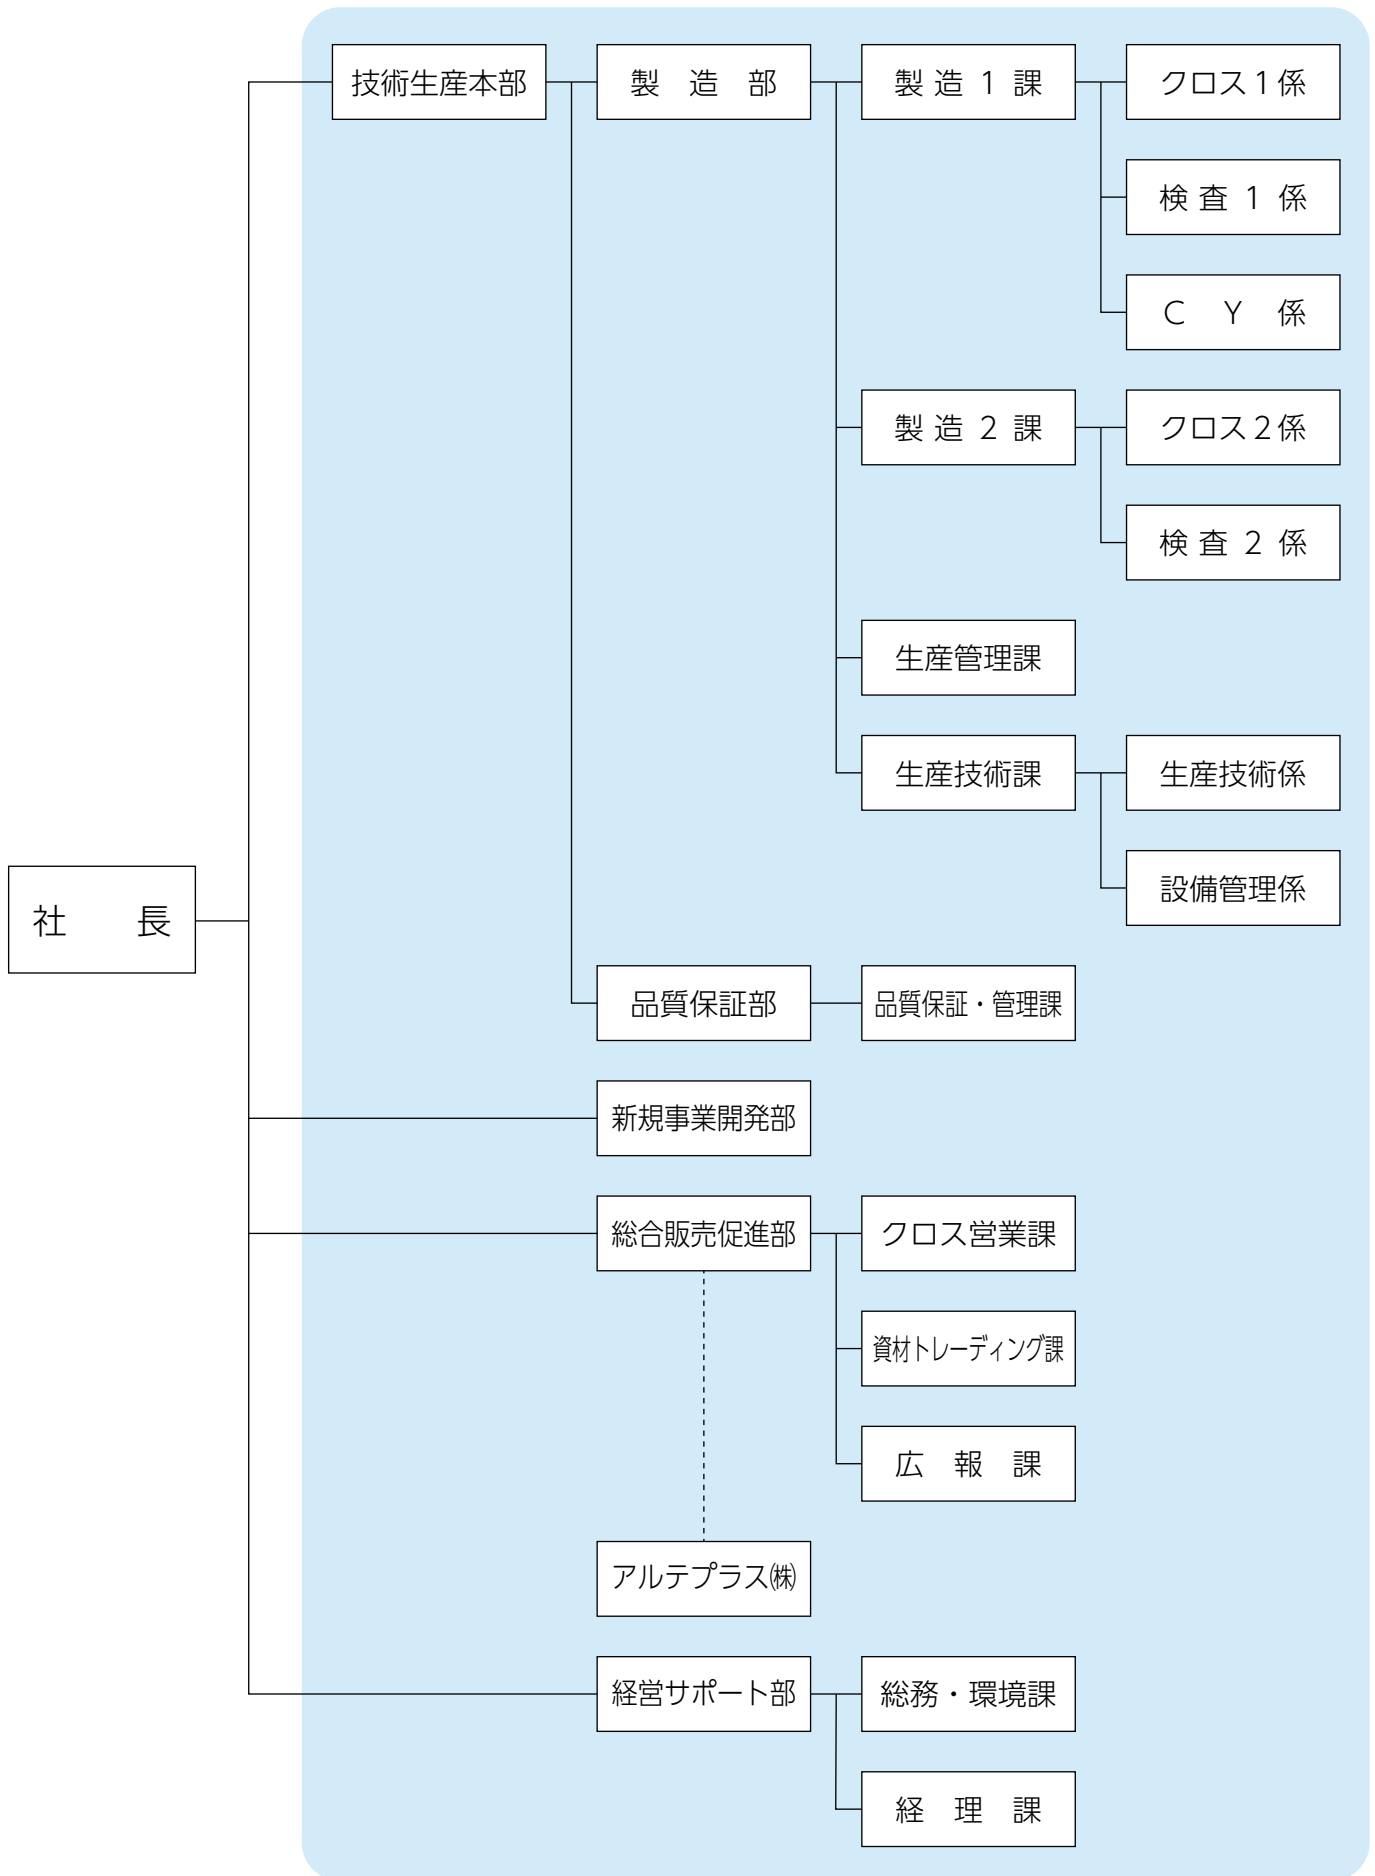 技術生産本部
製造部
製造1課
クロス1係
検査1係
CY係
製造2課
クロス2係
検査2係
生産管理課
生産技術課
生産技術係
設備管理係
社長
品質保証部
品質保証・管理課
新規事業開発部
総合販売促進部
クロス営業課
資材トレーディング課
広報課
アルテプラス㈱
経営サポート部
総務・環境課
経理課